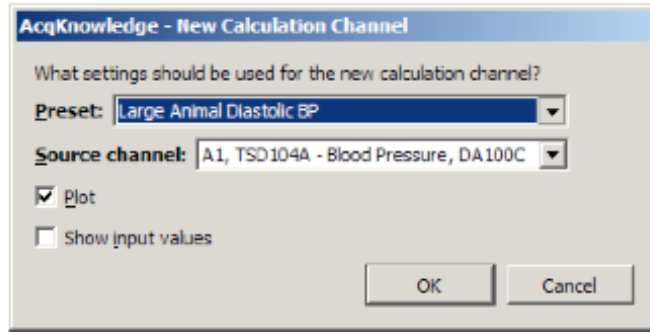 AcqKnowledge - New Calculation Channel
What settings should be used for the new calculation channel?
Preset: Large Animal Diastolic BP
Source channel: A1, TSD104A - Blood Pressure, DA100C
Plot
Show input values
OK Cancel